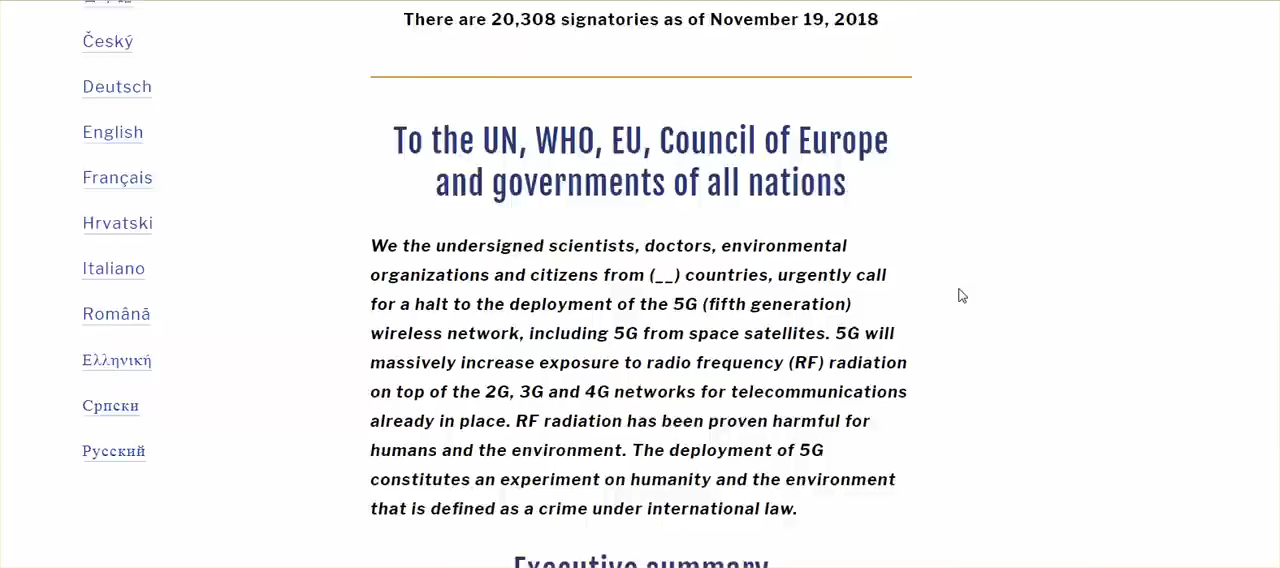 There are 20,308 signatories as of November 19, 2018
Český
Deutsch
English
Français
Hrvatski
Italiano
Română
Ελληνική
Српски
Русский
To the UN, WHO, EU, Council of Europe
and governments of all nations
We the undersigned scientists, doctors, environmental
organizations and citizens from (__) countries, urgently call
for a halt to the deployment of the 5G (fifth generation)
wireless network, including 5G from space satellites. 5G will
massively increase exposure to radio frequency (RF) radiation
on top of the 2G, 3G and 4G networks for telecommunications
already in place. RF radiation has been proven harmful for
humans and the environment. The deployment of 5G
constitutes an experiment on humanity and the environment
that is defined as a crime under international law.
Executive summary